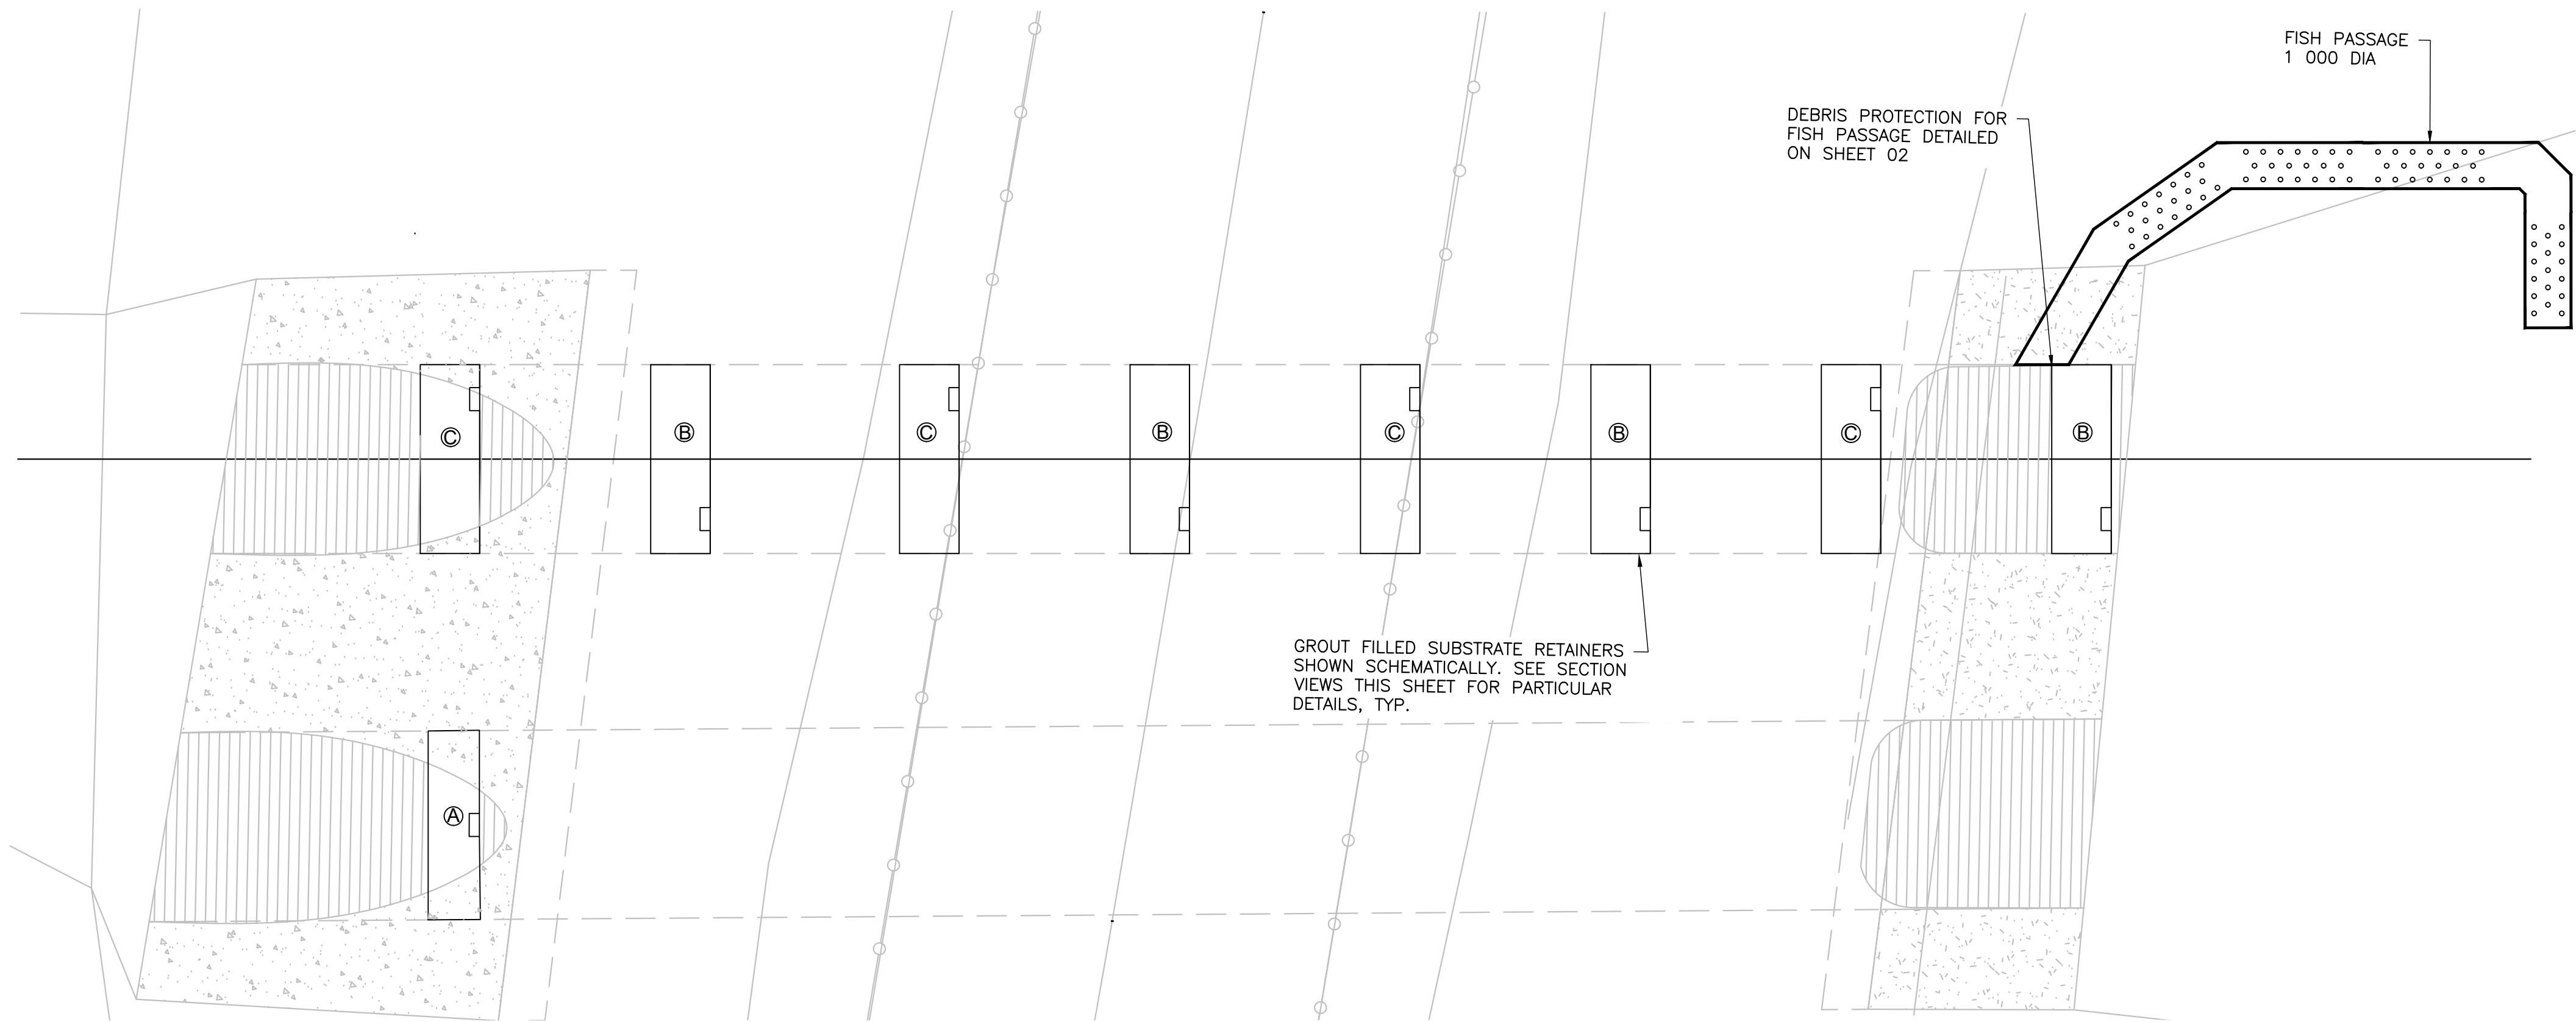 FISH PASSAGE
1 000 DIA
DEBRIS PROTECTION FOR
FISH PASSAGE DETAILED
ON SHEET 02
C
B
C
B
C
B
C
B
GROUT FILLED SUBSTRATE RETAINERS
SHOWN SCHEMATICALLY. SEE SECTION
VIEWS THIS SHEET FOR PARTICULAR
DETAILS, TYP.
A